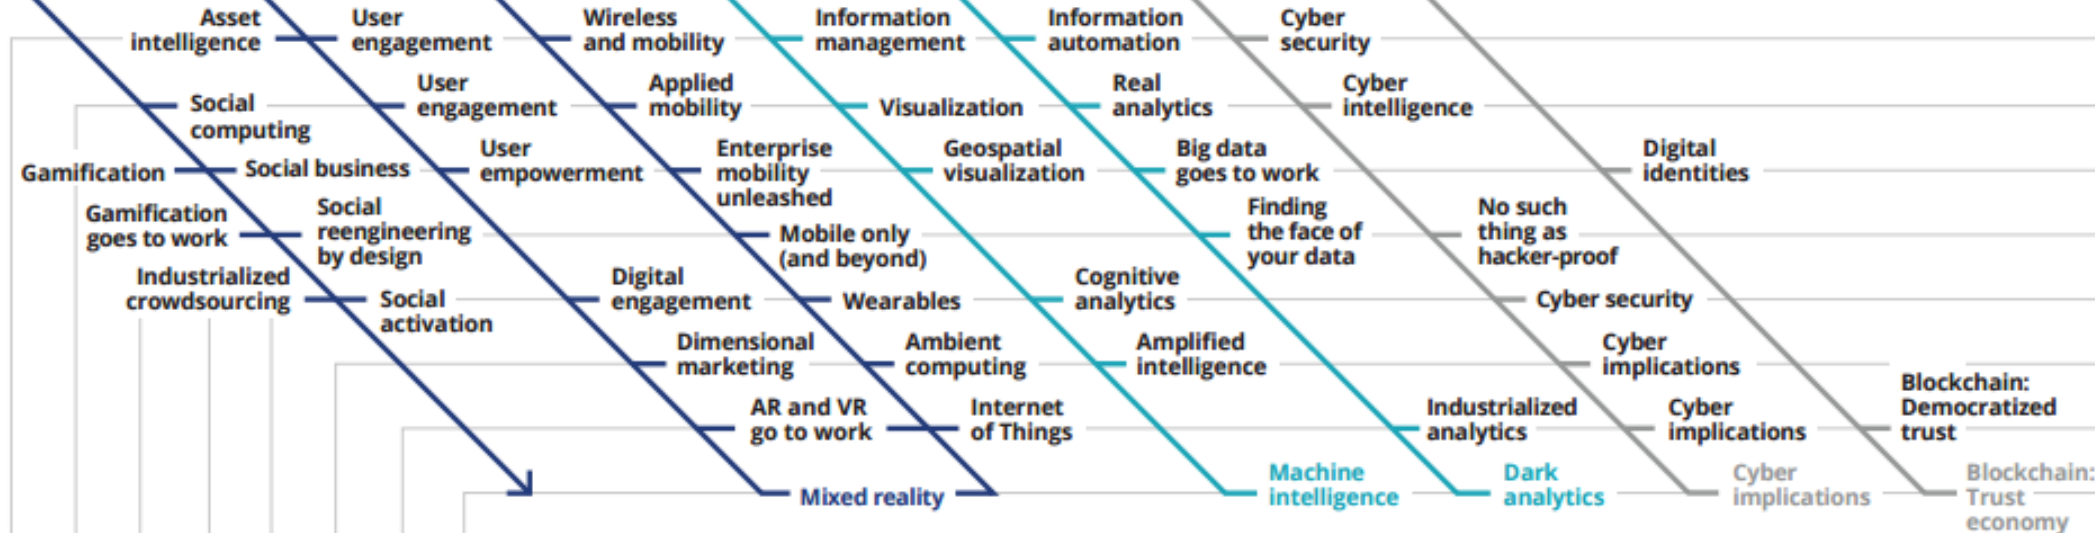 Asset
intelligence
User
engagement
Wireless
and mobility
Information
management
Information
automation
Cyber
security
Social
computing
User
engagement
Applied
mobility
Visualization
Real
analytics
Cyber
intelligence
Gamification
Social business
User
empowerment
Enterprise
mobility
unleashed
Geospatial
visualization
Big data
goes to work
Digital
identities
Gamification
goes to work
Social
reengineering
by design
Mobile only
(and beyond)
Finding
the face of
your data
No such
thing as
hacker-proof
Industrialized
crowdsourcing
Social
activation
Digital
engagement
Wearables
Cognitive
analytics
Cyber security
Dimensional
marketing
Ambient
computing
Amplified
intelligence
Cyber
implications
AR and VR
go to work
Internet
of Things
Industrialized
analytics
Cyber
implications
Blockchain:
Democratized
trust
Mixed reality
Machine
intelligence
Dark
analytics
Cyber
implications
Blockchain:
Trust
economy